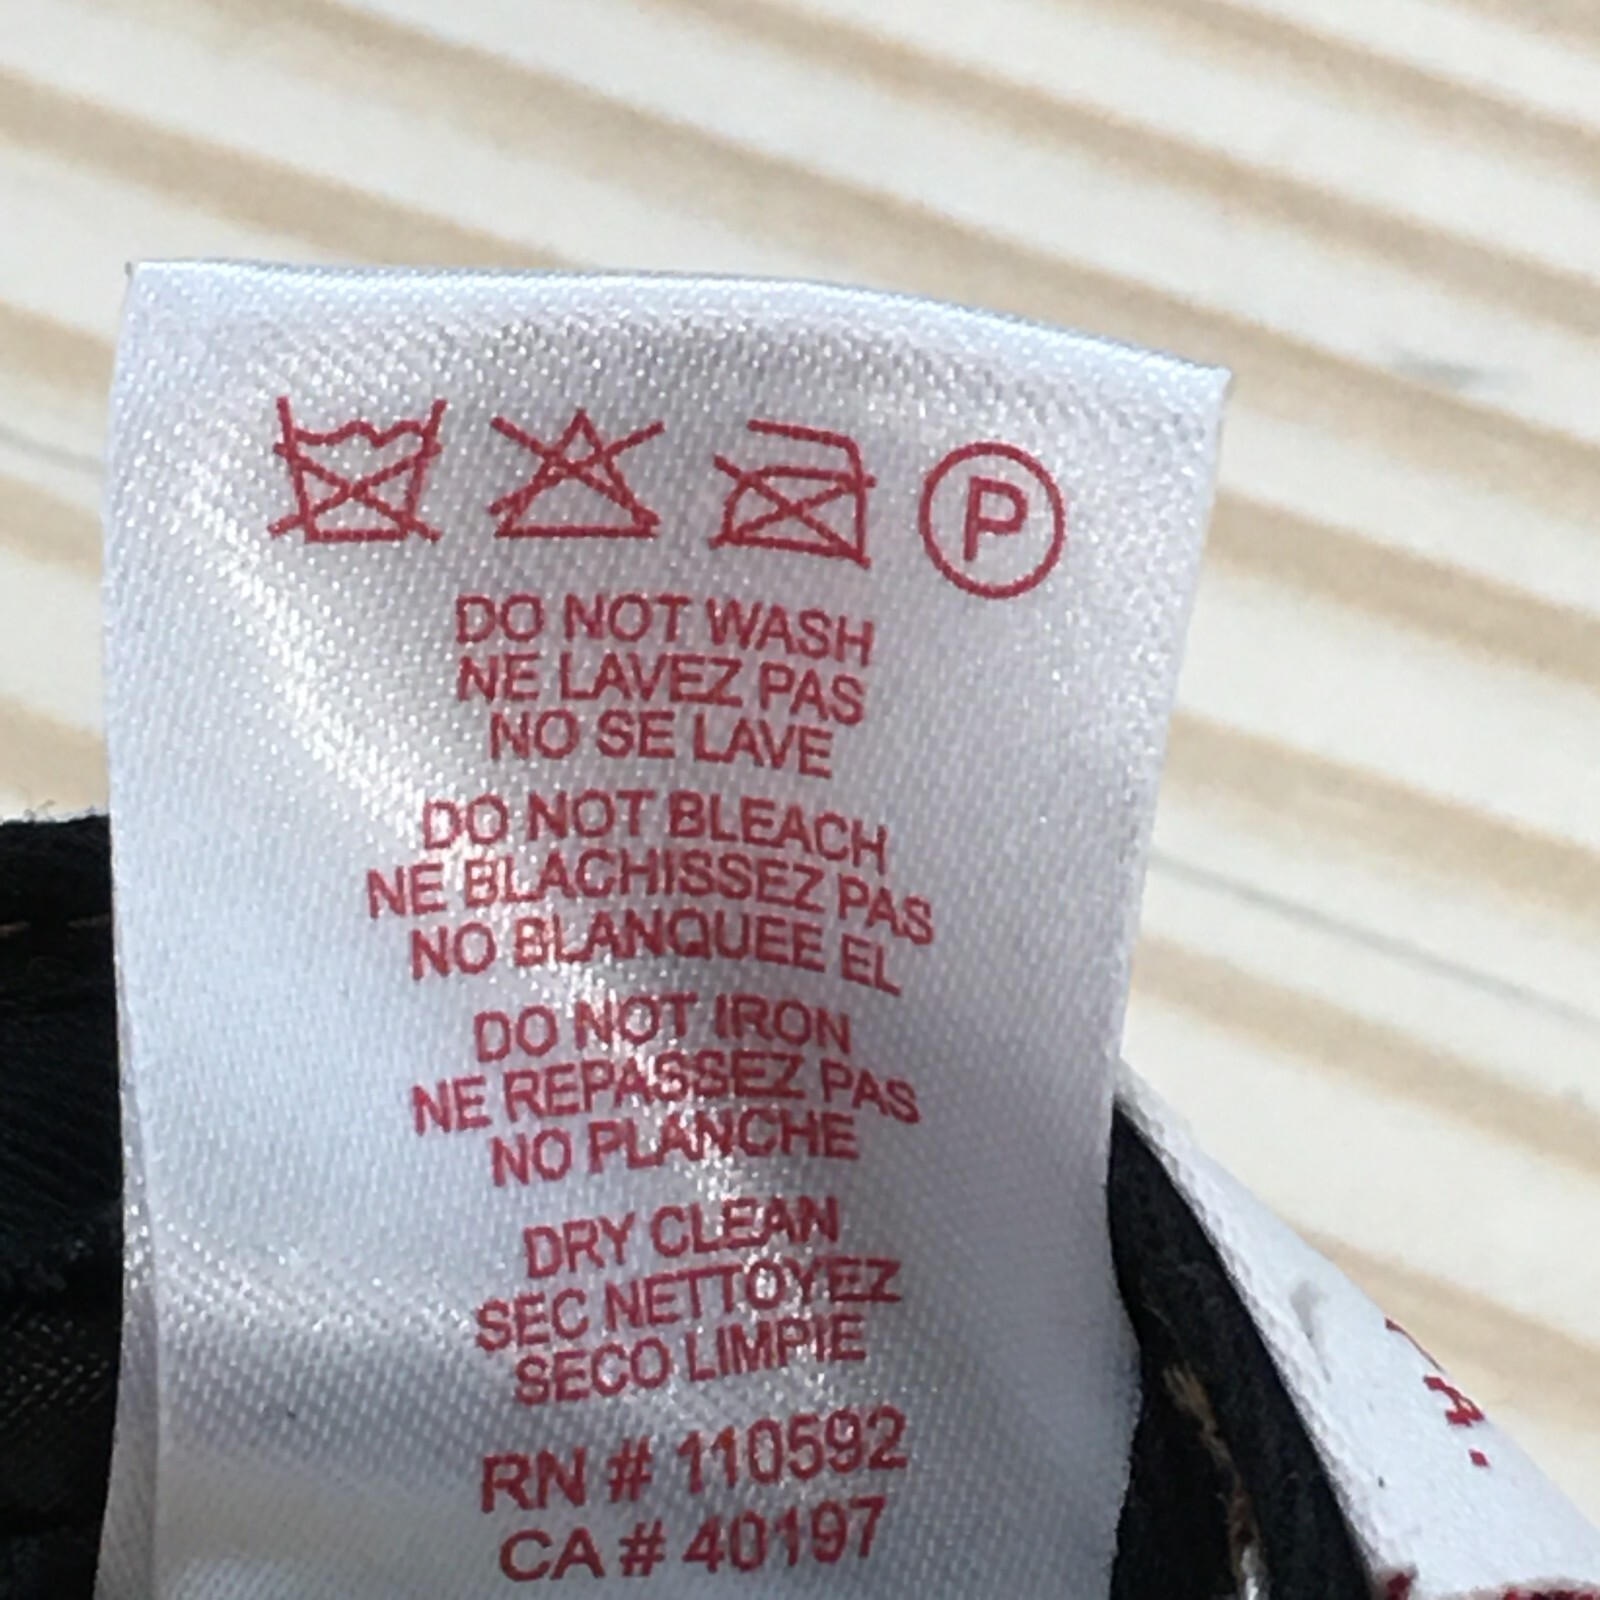 P
DO NOT WASH
NE LAVEZ PAS
NO SE LAVE
DO NOT BLEACH
NE BLACHISSEZ PAS
NO BLANQUEE EL
DO NOT IRON
NE REPASSEZ PAS
NO PLANCHE
DRY CLEAN
SEC NETTOYEZ
SECO LIMPIE
RN # 110592
CA # 40197